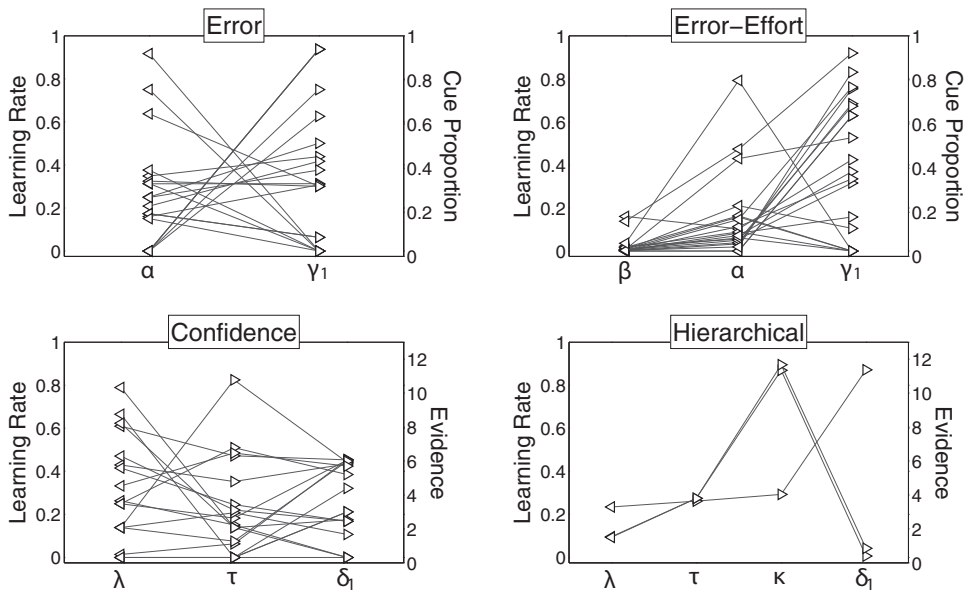 Error
Learning Rate
1
0.8
0.6
0.4
0.2
0
α
γ1
1
0.8
0.6
0.4
0.2
0
Cue Proportion
Error–Effort
Learning Rate
1
0.8
0.6
0.4
0.2
0
β
α
γ1
1
0.8
0.6
0.4
0.2
0
Cue Proportion
Confidence
Learning Rate
1
0.8
0.6
0.4
0.2
0
λ
τ
δ1
12
10
8
6
4
2
0
Evidence
Hierarchical
Learning Rate
1
0.8
0.6
0.4
0.2
0
λ
τ
κ
δ1
12
10
8
6
4
2
0
Evidence